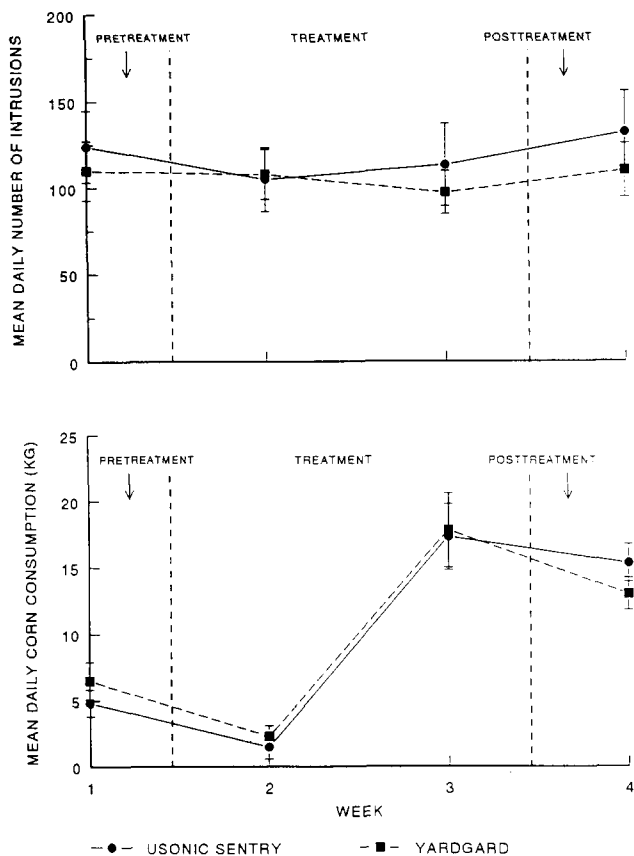 MEAN DAILY NUMBER OF INTRUSIONS
200
150
100
50
0
PRETREATMENT
TREATMENT
POSTTREATMENT
MEAN DAILY CORN CONSUMPTION (KG)
25
20
15
10
5
0
PRETREATMENT
TREATMENT
POSTTREATMENT
1 2 3 4
WEEK
USONIC SENTRY YARDGARD